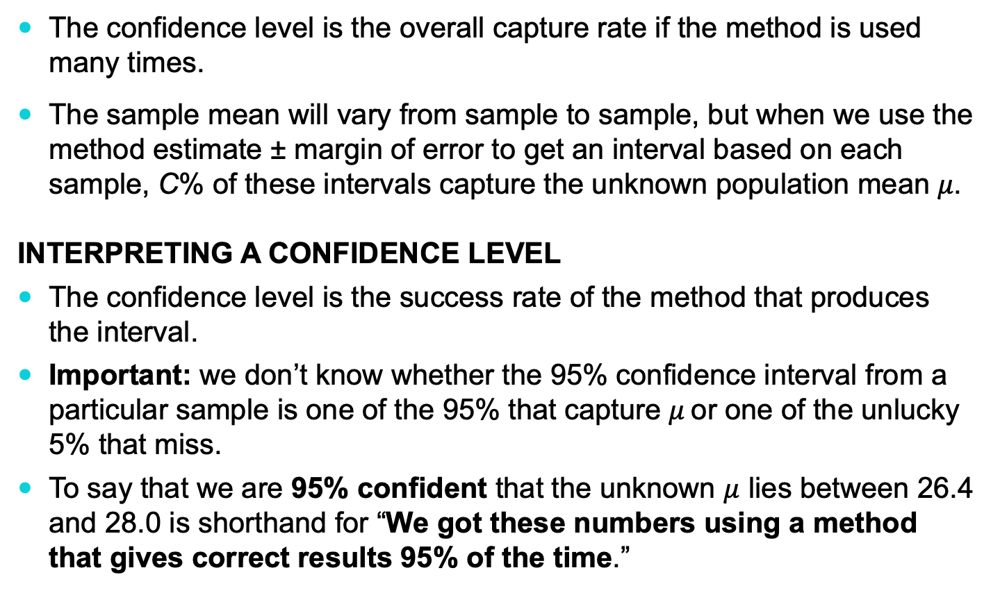 • The confidence level is the overall capture rate if the method is used
many times.
• The sample mean will vary from sample to sample, but when we use the
method estimate ± margin of error to get an interval based on each
sample, C% of these intervals capture the unknown population mean μ.
INTERPRETING A CONFIDENCE LEVEL
• The confidence level is the success rate of the method that produces
the interval.
• Important: we don’t know whether the 95% confidence interval from a
particular sample is one of the 95% that capture μ or one of the unlucky
5% that miss.
• To say that we are 95% confident that the unknown μ lies between 26.4
and 28.0 is shorthand for “We got these numbers using a method
that gives correct results 95% of the time.”